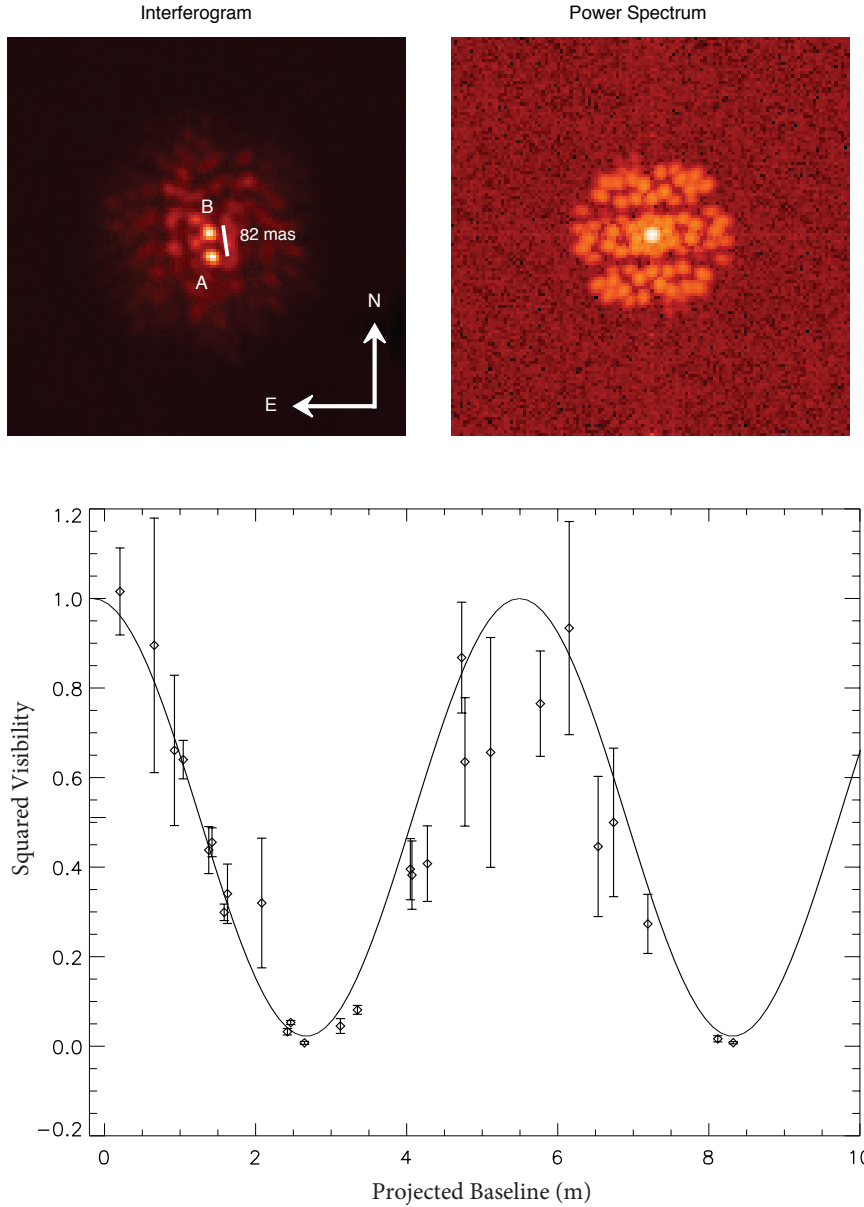 Interferogram
Power Spectrum
B
82 mas
A
N
E
1.2
1.0
0.8
0.6
0.4
0.2
0.0
−0.2
Squared Visibility
0
2
4
6
8
10
Projected Baseline (m)